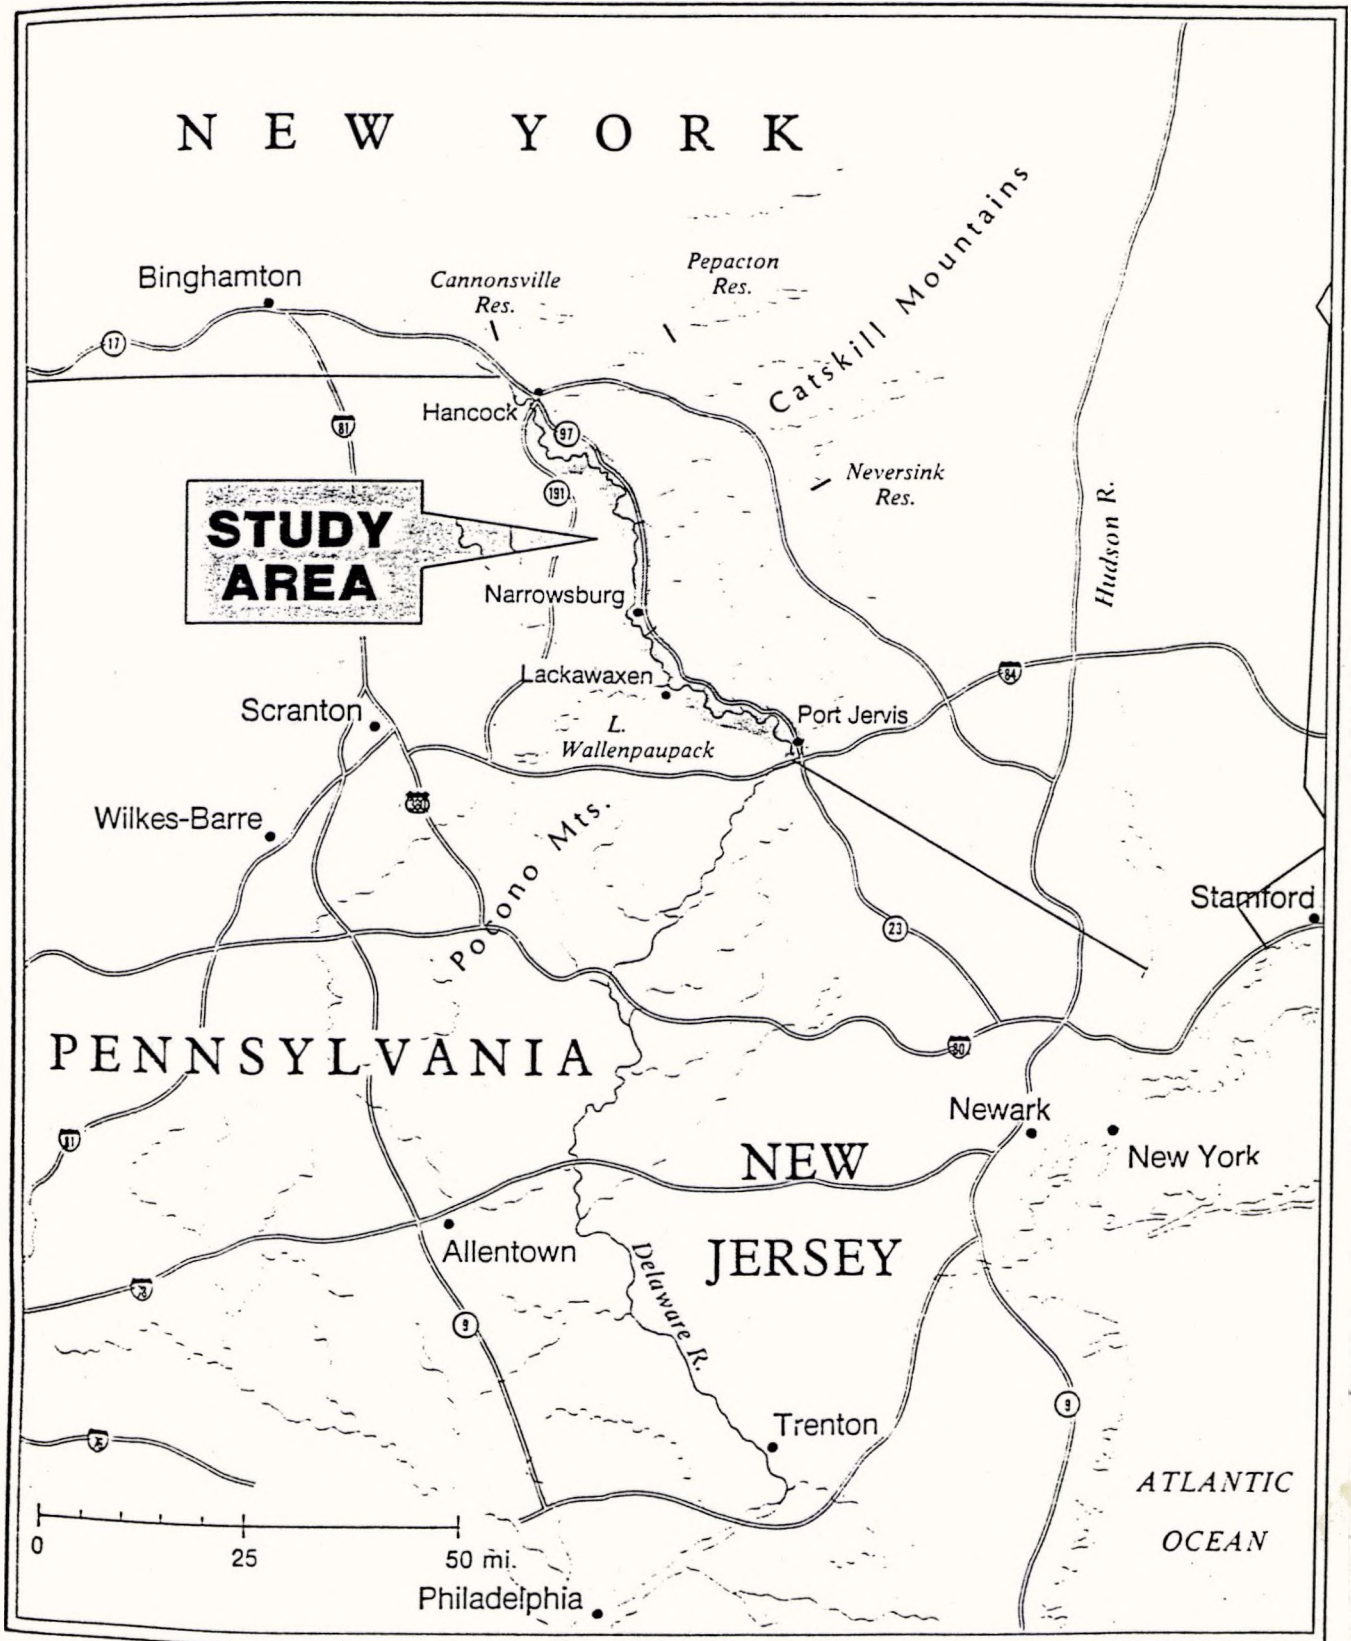 NEW YORK
Catskill Mountains
Pepacton
Res.
Binghamton
Cannonsville
Res.
17
Hancock
81
97
191
Neversink
Res.
Hudson R.
STUDY
AREA
Narrowsburg
Lackawaxen
84
Scranton
Port Jervis
L.
Wallenpaupack
Wilkes-Barre
Pocono Mts.
Stamford
23
PENNSYLVANIA
80
Newark
81
New York
NEW
JERSEY
Allentown
Delaware R.
78
9
9
Trenton
ATLANTIC
OCEAN
0
25
50 mi.
Philadelphia